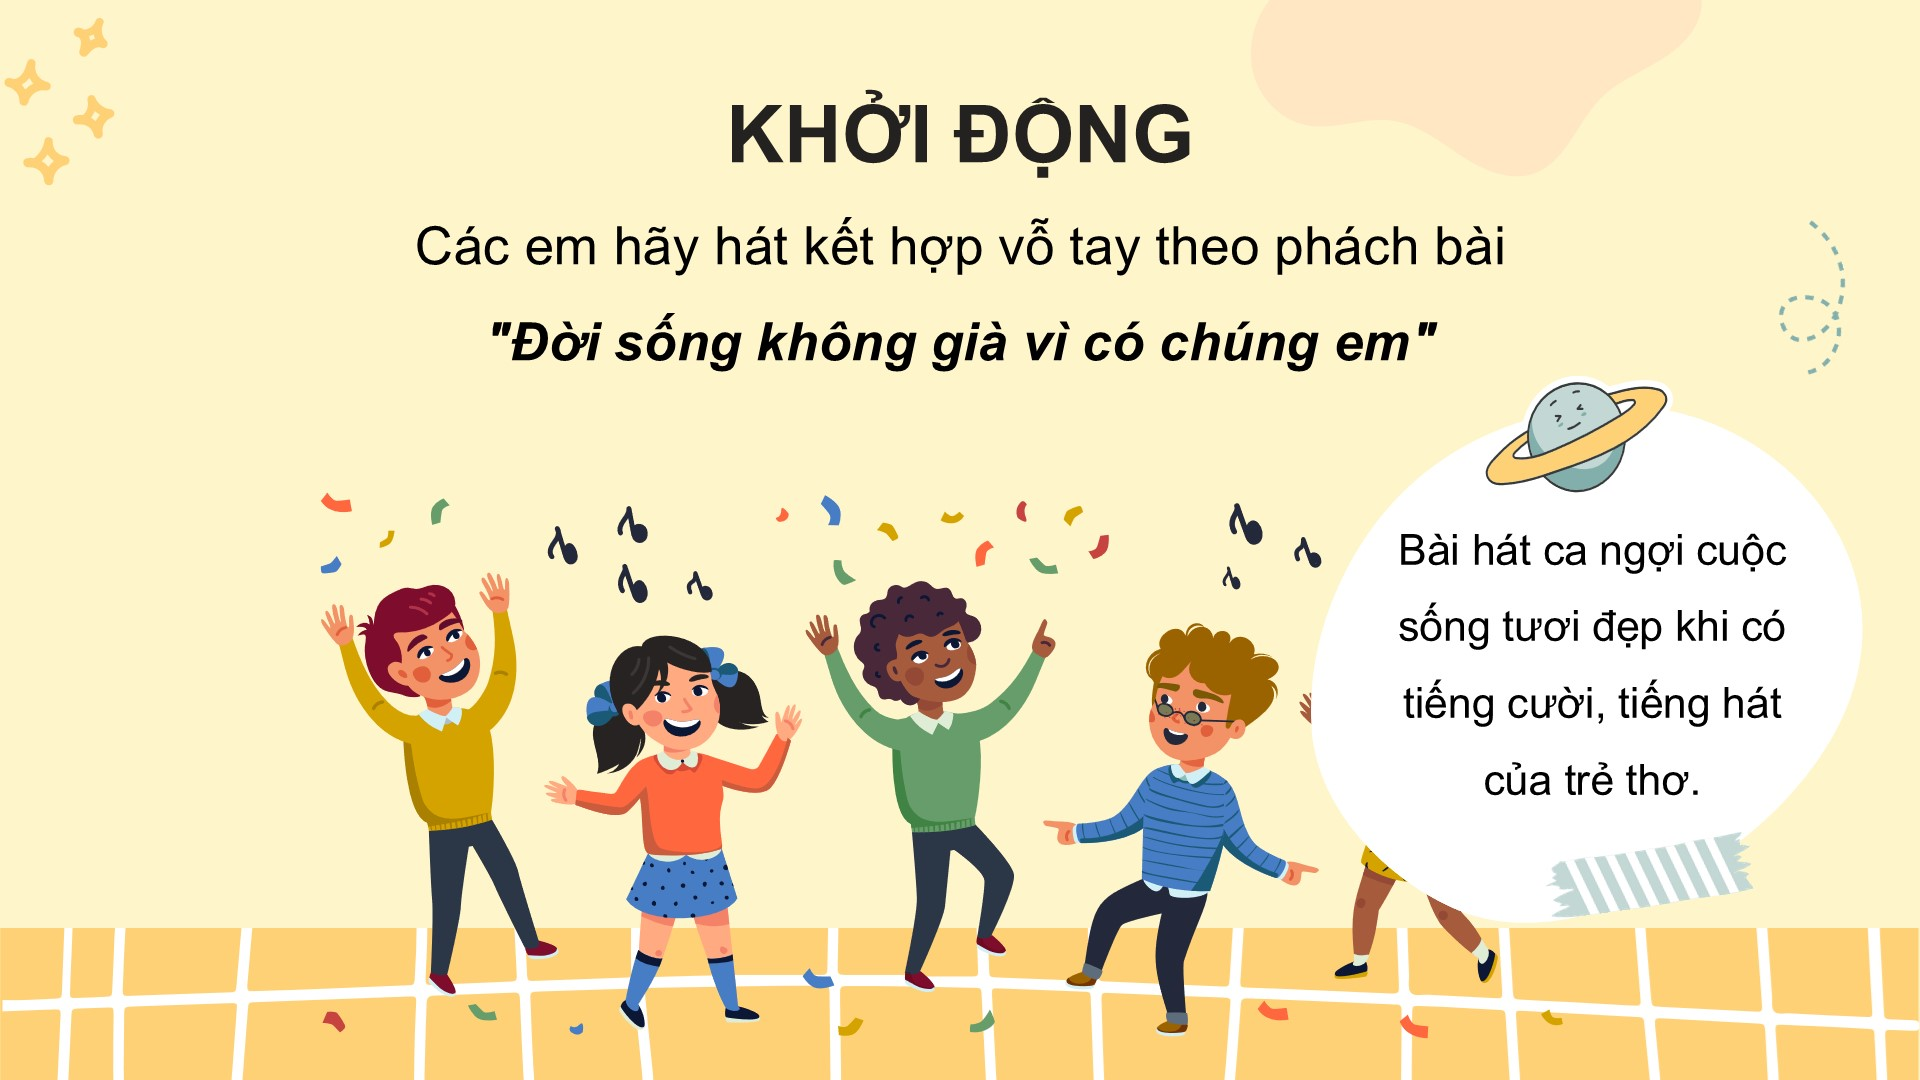 KHỞI ĐỘNG
Các em hãy hát kết hợp vỗ tay theo phách bài
"Đời sống không già vì có chúng em"
Bài hát ca ngợi cuộc
sống tươi đẹp khi có
tiếng cười, tiếng hát
của trẻ thơ.